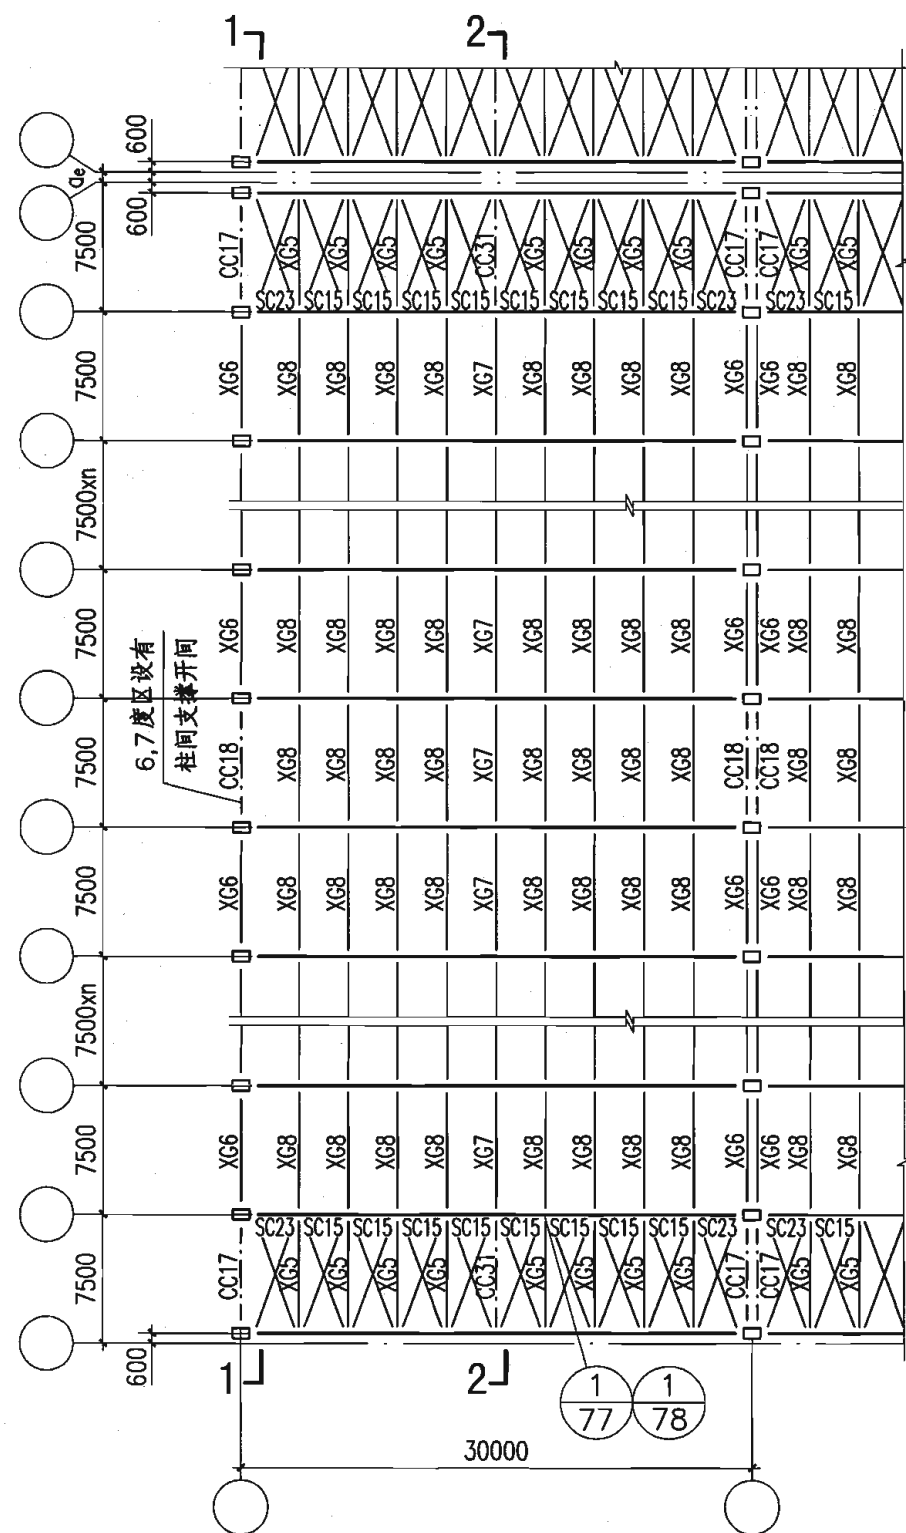 1
2
600
ae
600
7500
CC17 XG5 XG5 XG5 XG5 CC31 XG5 XG5 XG5 XG5 CC17 CC17 XG5 XG5
SC23 SC15 SC15 SC15 SC15 SC15 SC15 SC15 SC15 SC23 SC23 SC15
7500
XG6 XG8 XG8 XG8 XG8 XG7 XG8 XG8 XG8 XG8 XG6 XG6 XG8 XG8
7500xn
7500
XG6 XG8 XG8 XG8 XG8 XG7 XG8 XG8 XG8 XG8 XG6 XG6 XG8 XG8
6,7度区设有
柱间支撑开间
7500
CC18 XG8 XG8 XG8 XG8 XG7 XG8 XG8 XG8 XG8 CC18 CC18 XG8 XG8
7500
XG6 XG8 XG8 XG8 XG8 XG7 XG8 XG8 XG8 XG8 XG6 XG6 XG8 XG8
7500xn
7500
XG6 XG8 XG8 XG8 XG8 XG7 XG8 XG8 XG8 XG8 XG6 XG6 XG8 XG8
SC23 SC15 SC15 SC15 SC15 SC15 SC15 SC15 SC15 SC23 SC23 SC15
7500
CC17 XG5 XG5 XG5 XG5 CC31 XG5 XG5 XG5 XG5 CC17 CC17 XG5 XG5
600
1
2
1
77
1
78
30000